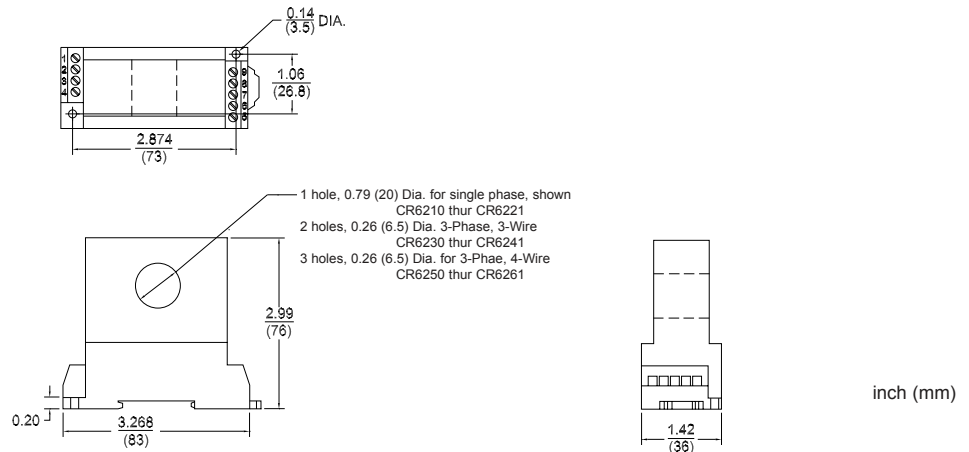 0.14
(3.5) DIA.
1
2
3
4
9
8
7
6
5
1.06
(26.8)
2.874
(73)
1 hole, 0.79 (20) Dia. for single phase, shown
CR6210 thur CR6221
2 holes, 0.26 (6.5) Dia. 3-Phase, 3-Wire
CR6230 thur CR6241
3 holes, 0.26 (6.5) Dia. for 3-Phae, 4-Wire
CR6250 thur CR6261
2.99
(76)
0.20
3.268
(83)
1.42
(36)
inch (mm)